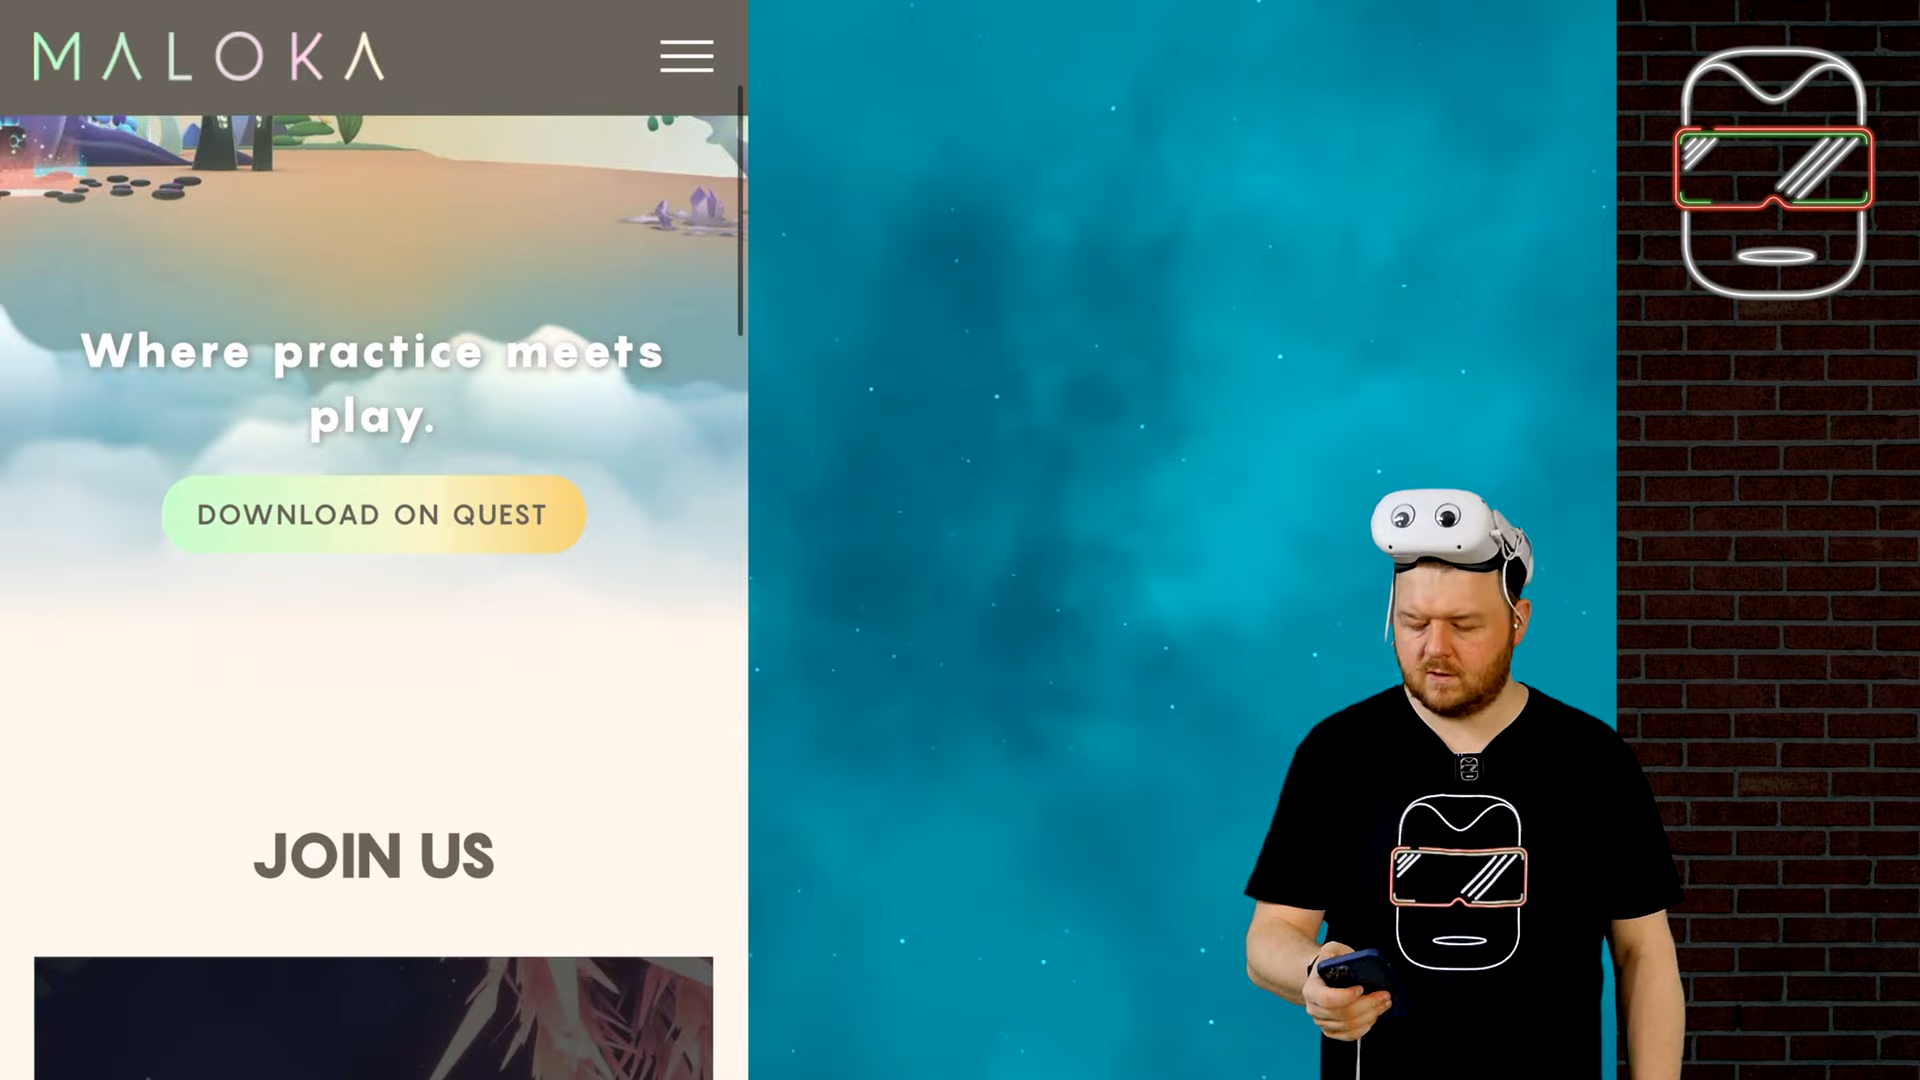 MALOKA
Where practice meets
play.
DOWNLOAD ON QUEST
JOIN US